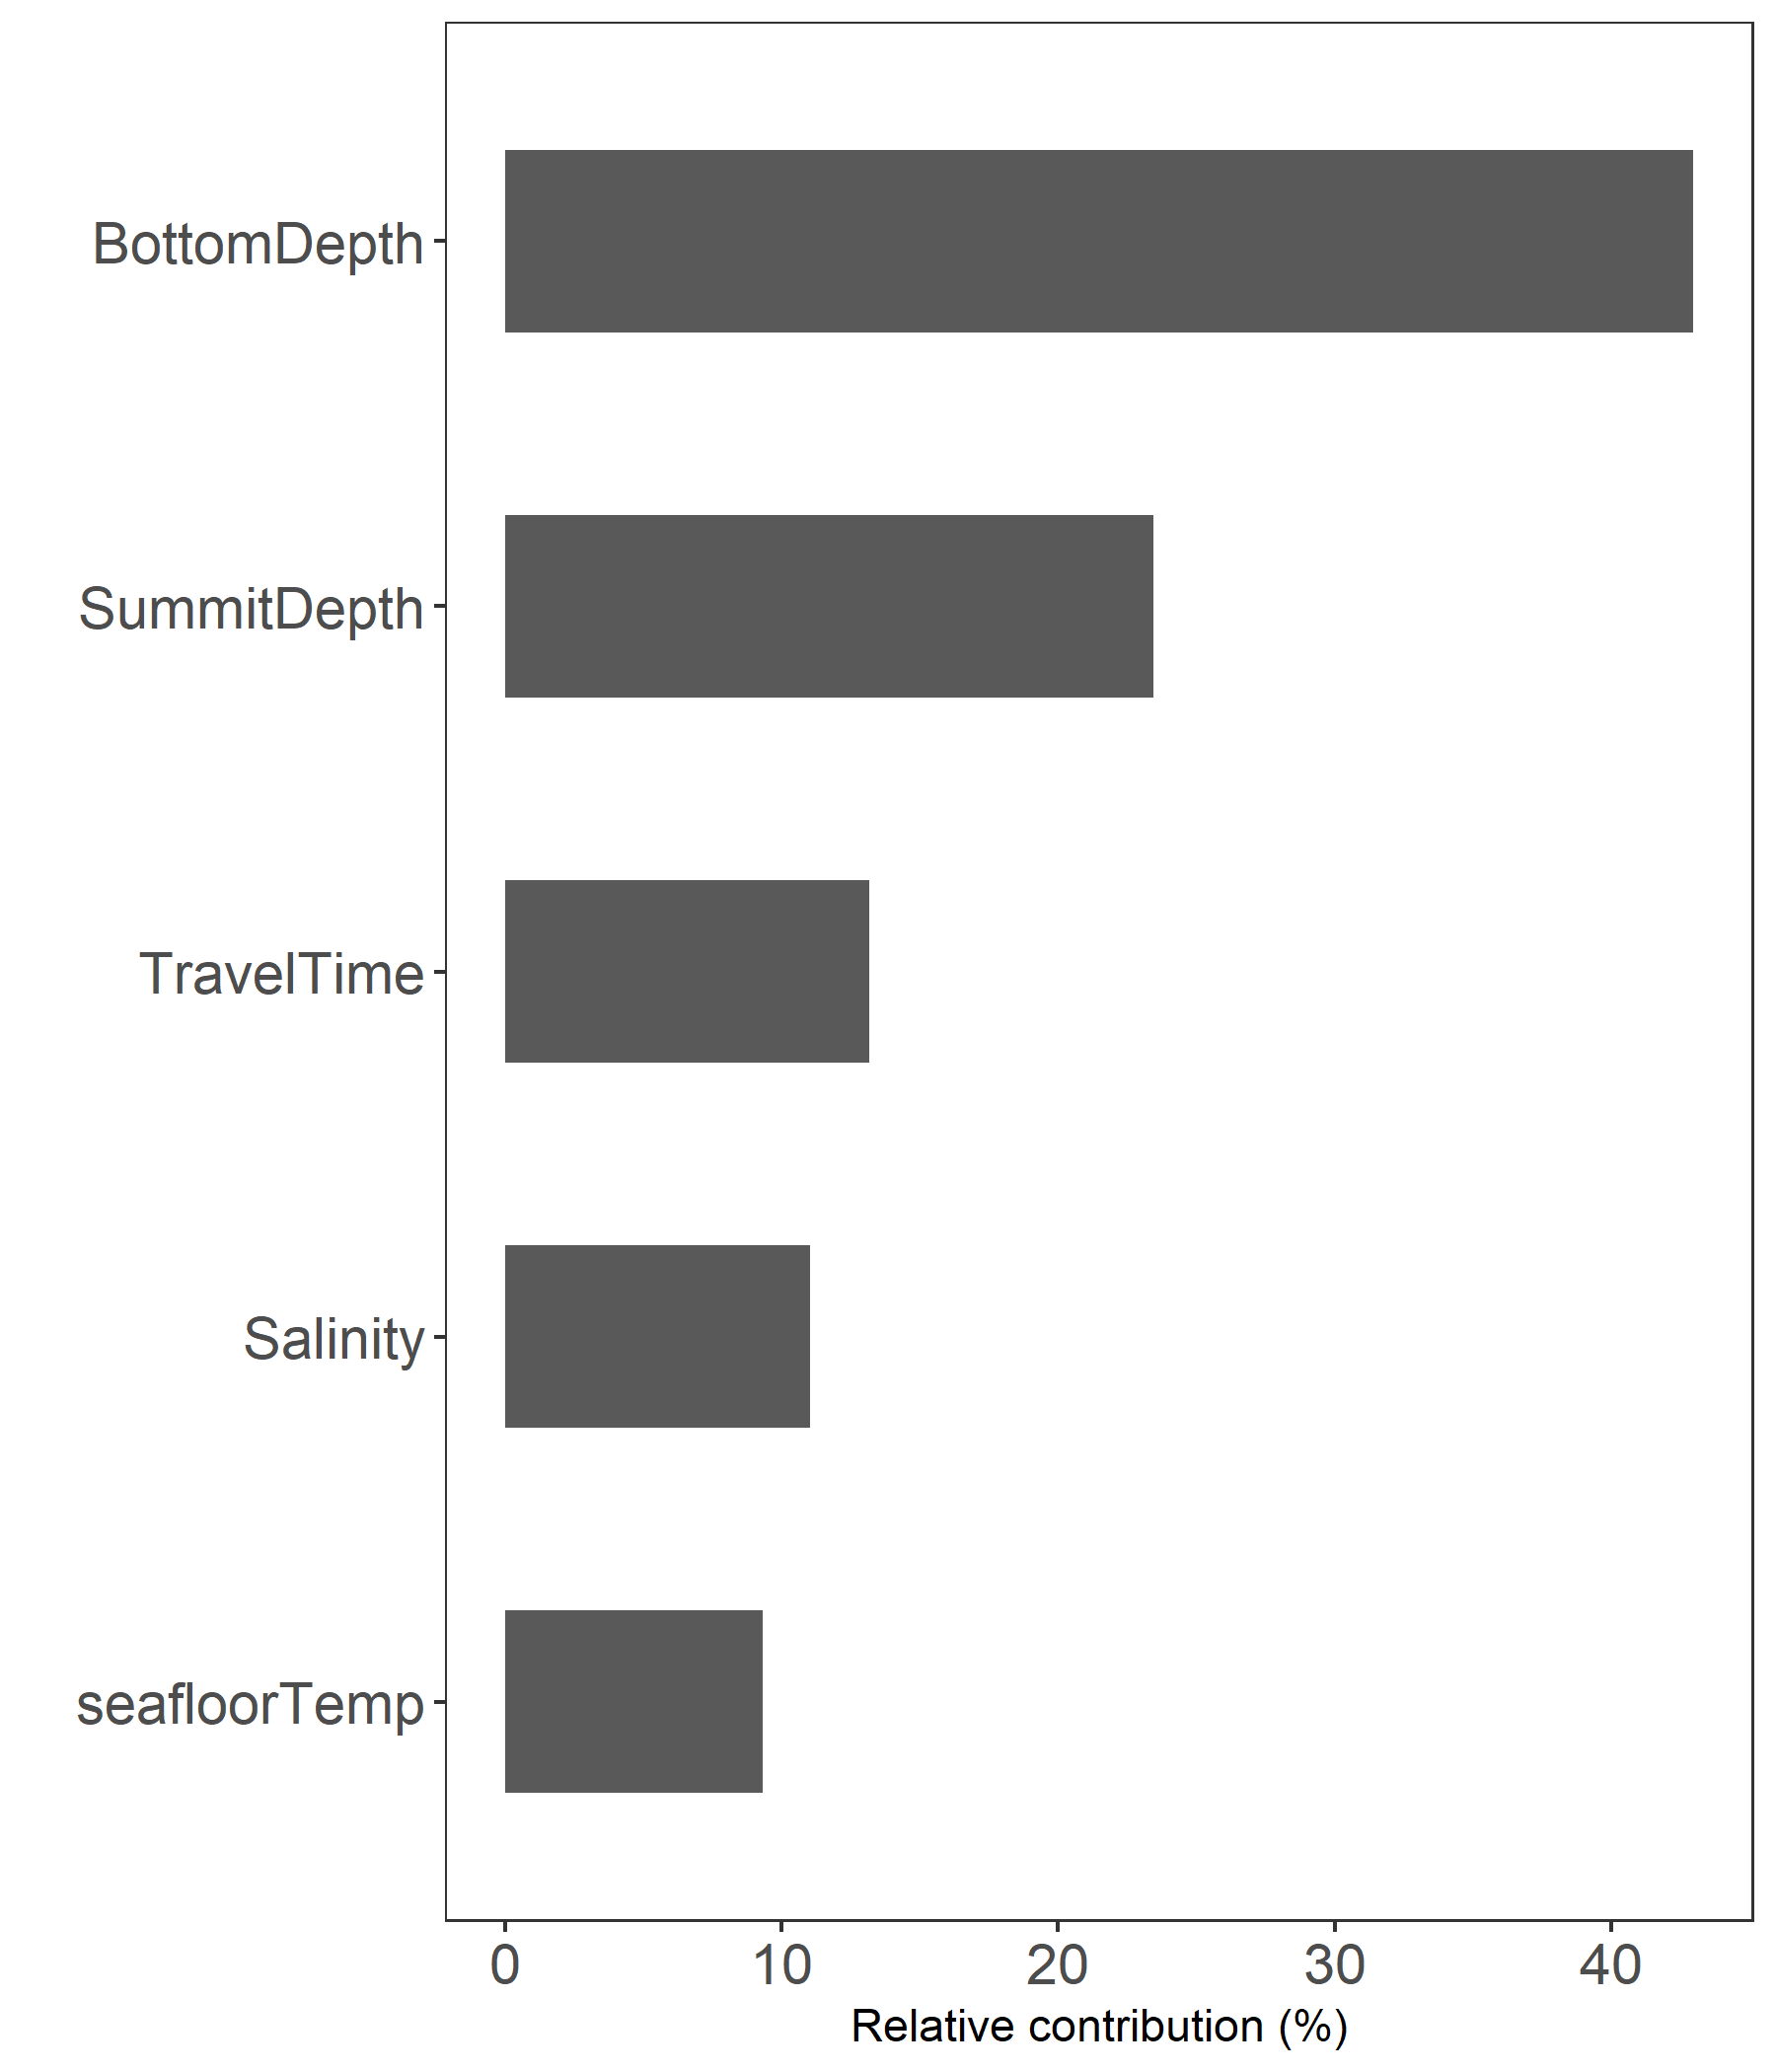 BottomDepth
SummitDepth
TravelTime
Salinity
seafloorTemp
0 10 20 30 40
Relative contribution (%)